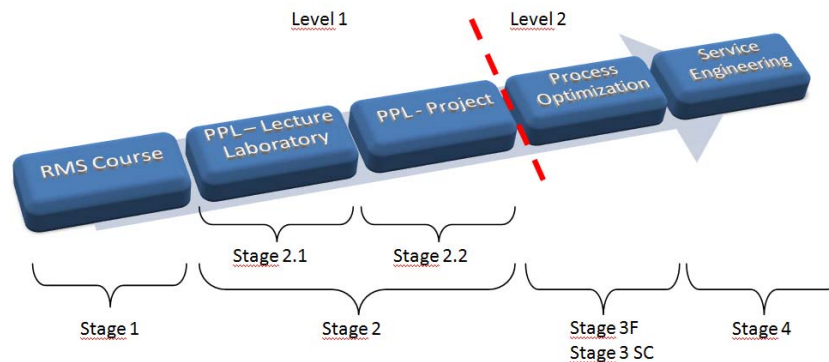 Level 1
Level 2
RMS Course
PPL – Lecture
Laboratory
PPL - Project
Process
Optimization
Service
Engineering
Stage 2.1
Stage 2.2
Stage 1
Stage 2
Stage 3F
Stage 3 SC
Stage 4